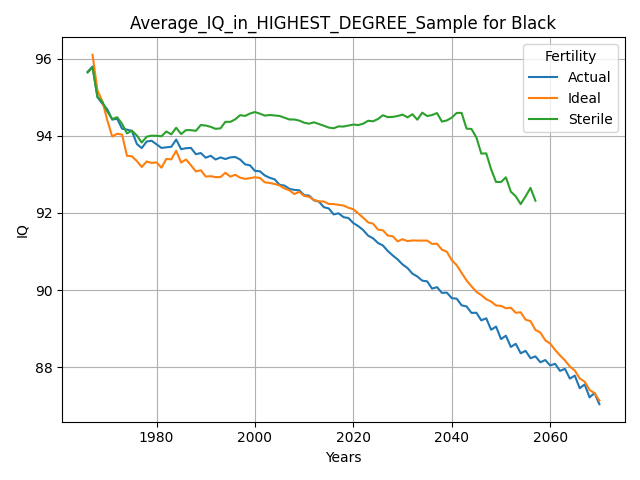 Average_IQ_in_HIGHEST_DEGREE_Sample for Black
Fertility
Actual
Ideal
Sterile
IQ
96
94
92
90
88
1980
2000
2020
2040
2060
Years